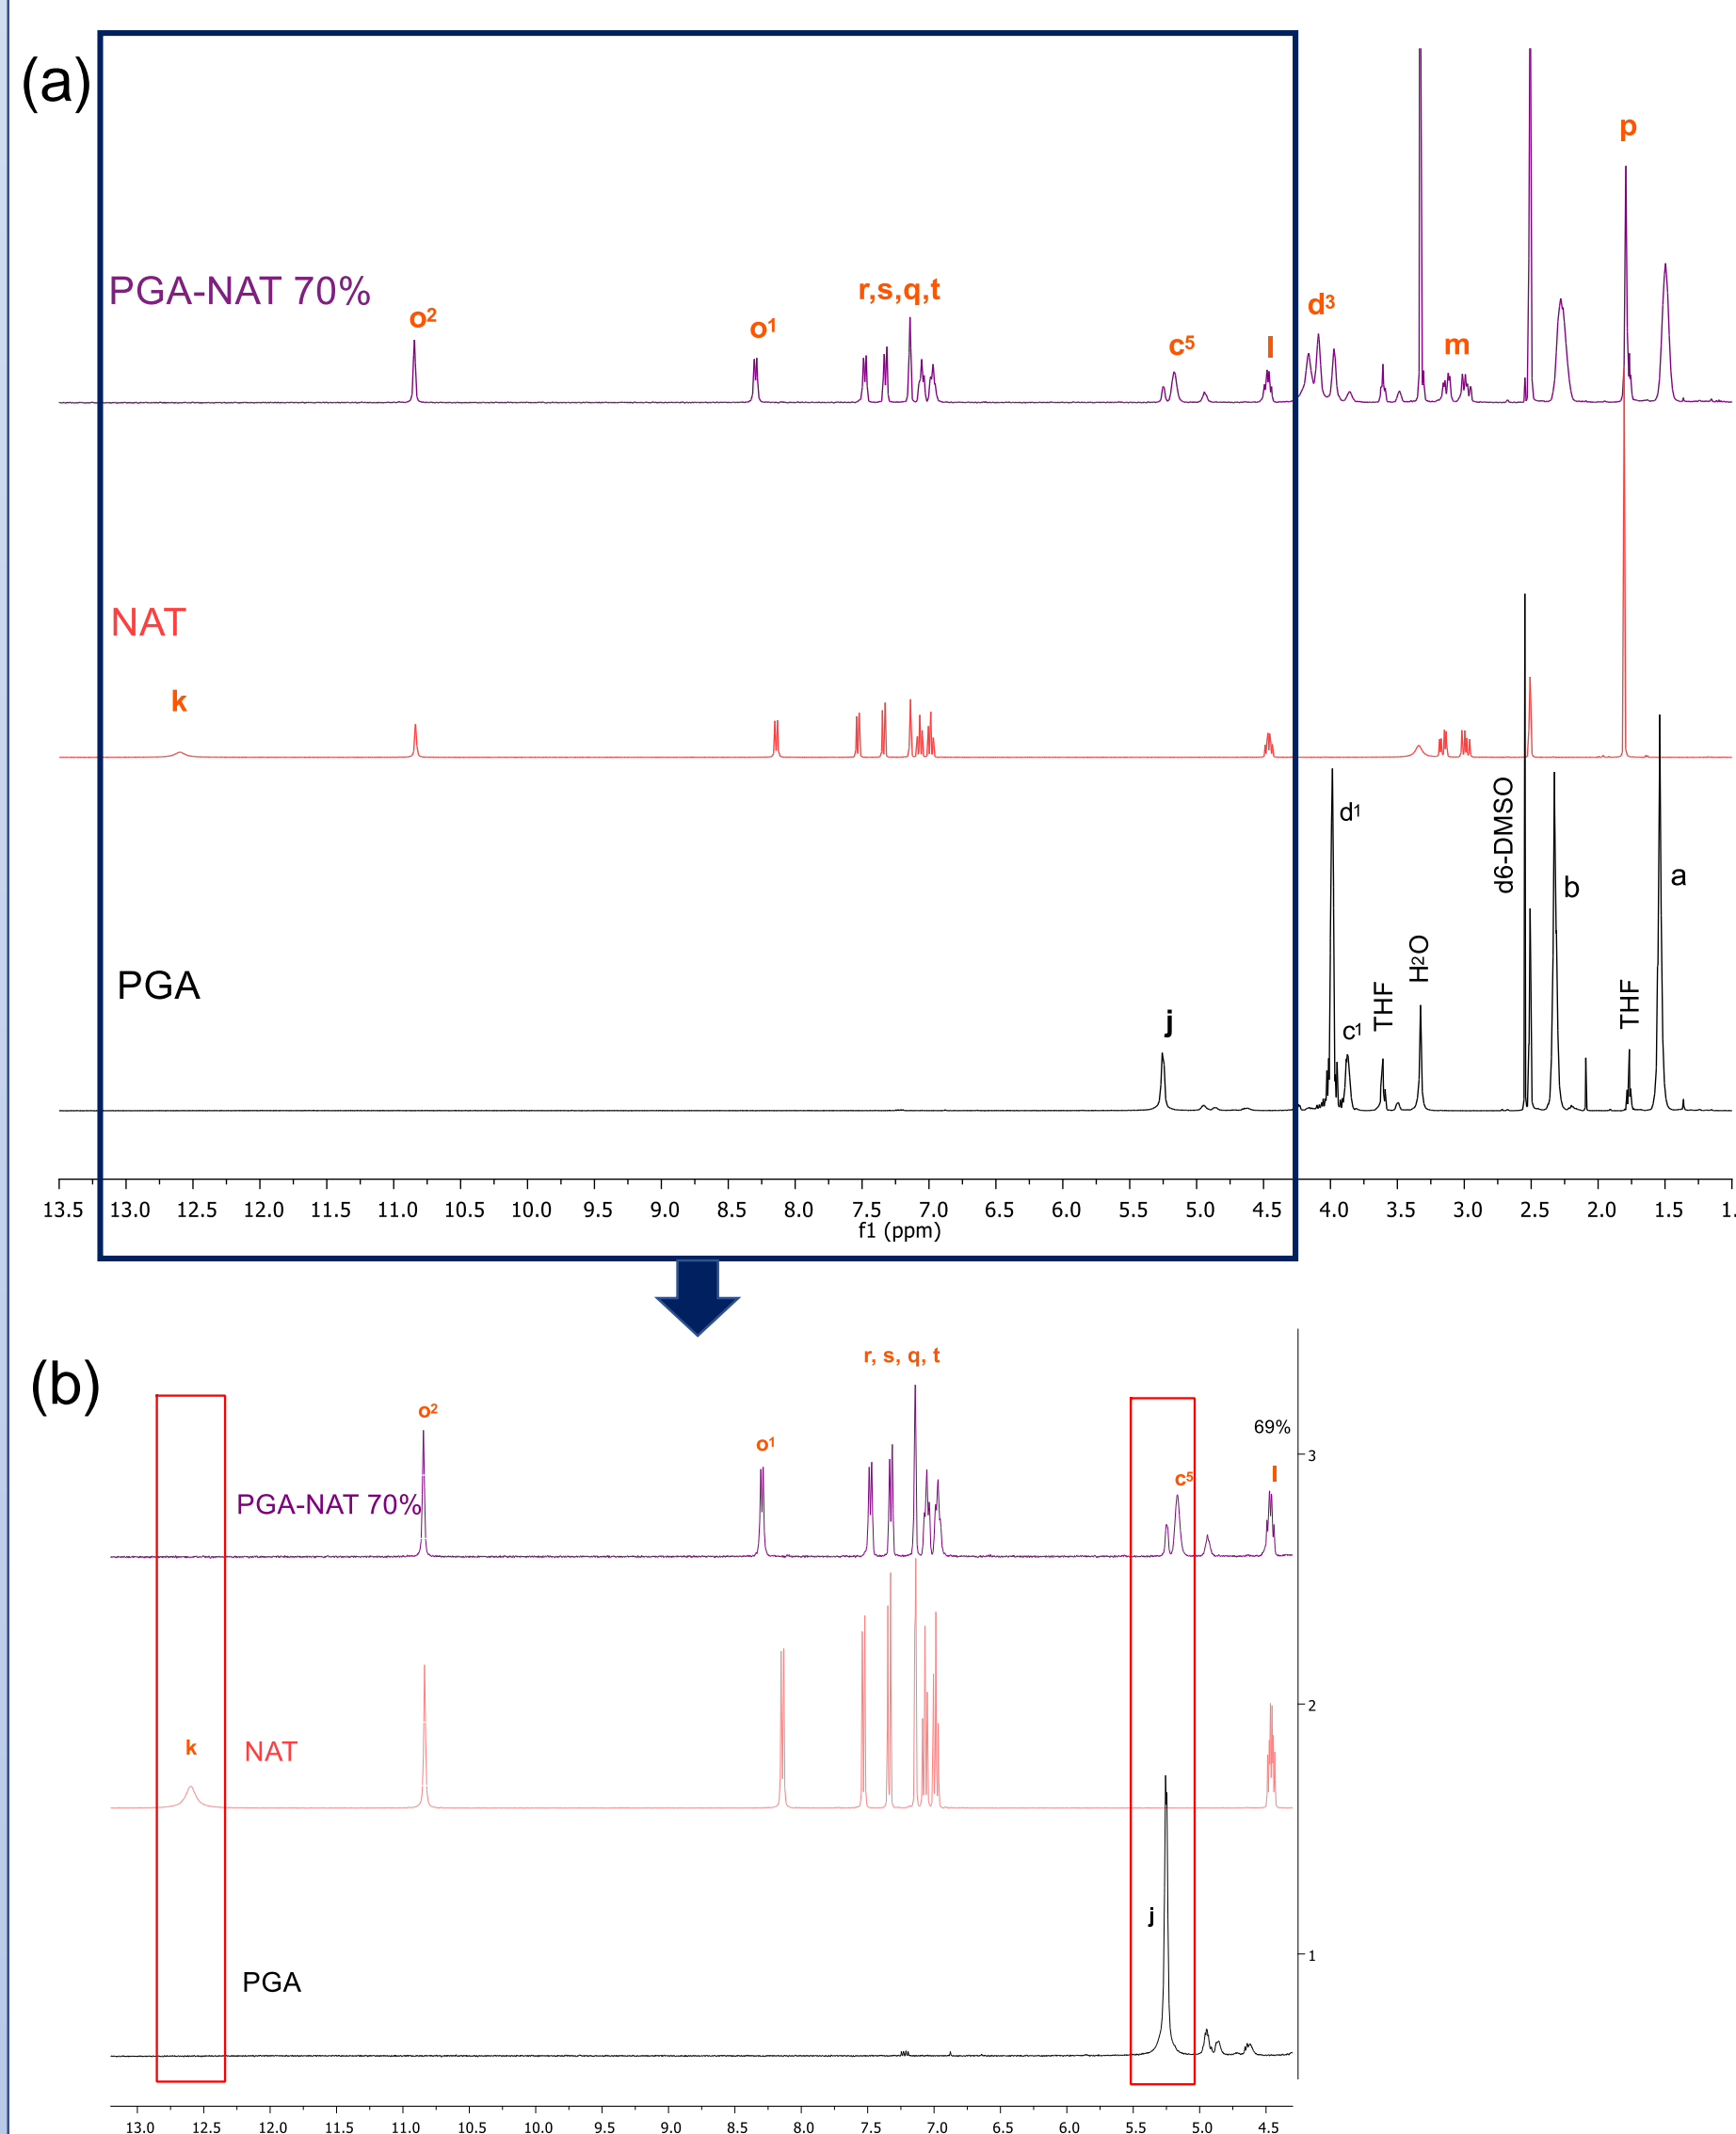 (a)
p
PGA-NAT 70%
o2
o1
r,s,q,t
c5
l
d3
m
NAT
k
PGA
j
d1
c1
THF
H2O
d6-DMSO
b
THF
a
13.5 13.0 12.5 12.0 11.5 11.0 10.5 10.0 9.5 9.0 8.5 8.0 7.5 7.0 6.5 6.0 5.5 5.0 4.5 4.0 3.5 3.0 2.5 2.0 1.5 1.
f1 (ppm)
(b)
r, s, q, t
o2
o1
69%
c5
l
PGA-NAT 70%
3
2
k
NAT
j
1
PGA
13.0 12.5 12.0 11.5 11.0 10.5 10.0 9.5 9.0 8.5 8.0 7.5 7.0 6.5 6.0 5.5 5.0 4.5